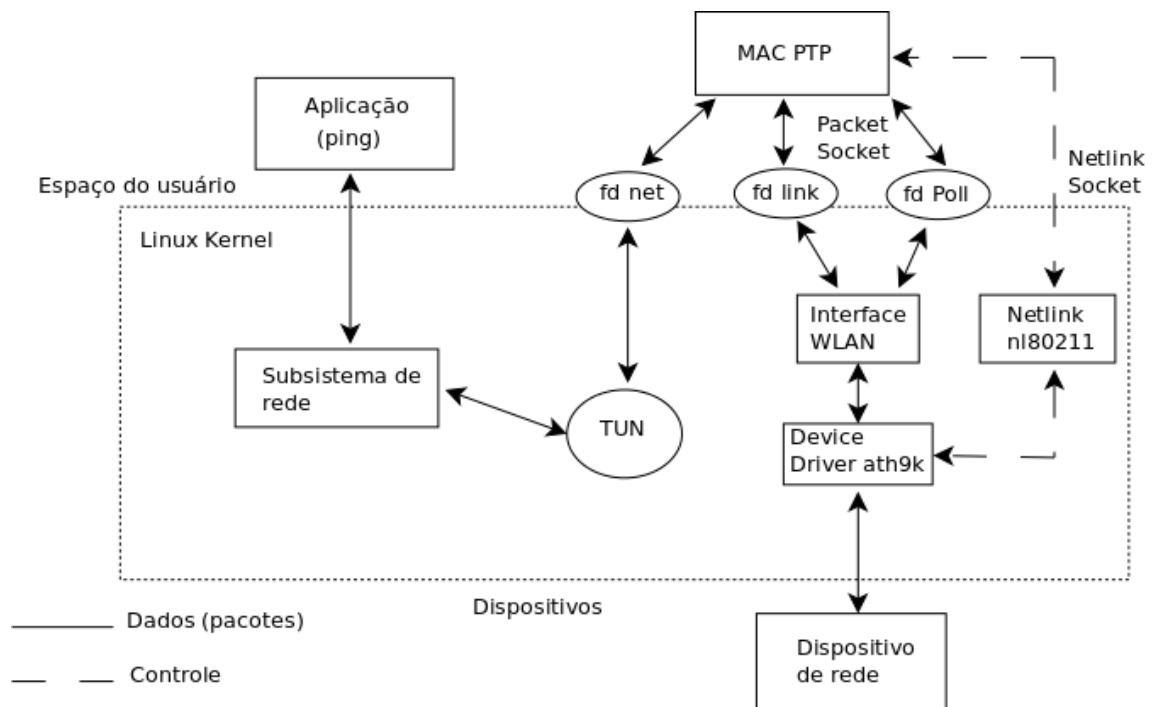 MAC PTP
Aplicação
(ping)
Packet
Socket
Netlink
Socket
Espaço do usuário
fd net
fd link
fd Poll
Linux Kernel
Interface
WLAN
Netlink
nl80211
Subsistema de
rede
TUN
Device
Driver ath9k
Dispositivos
Dados (pacotes)
Controle
Dispositivo
de rede